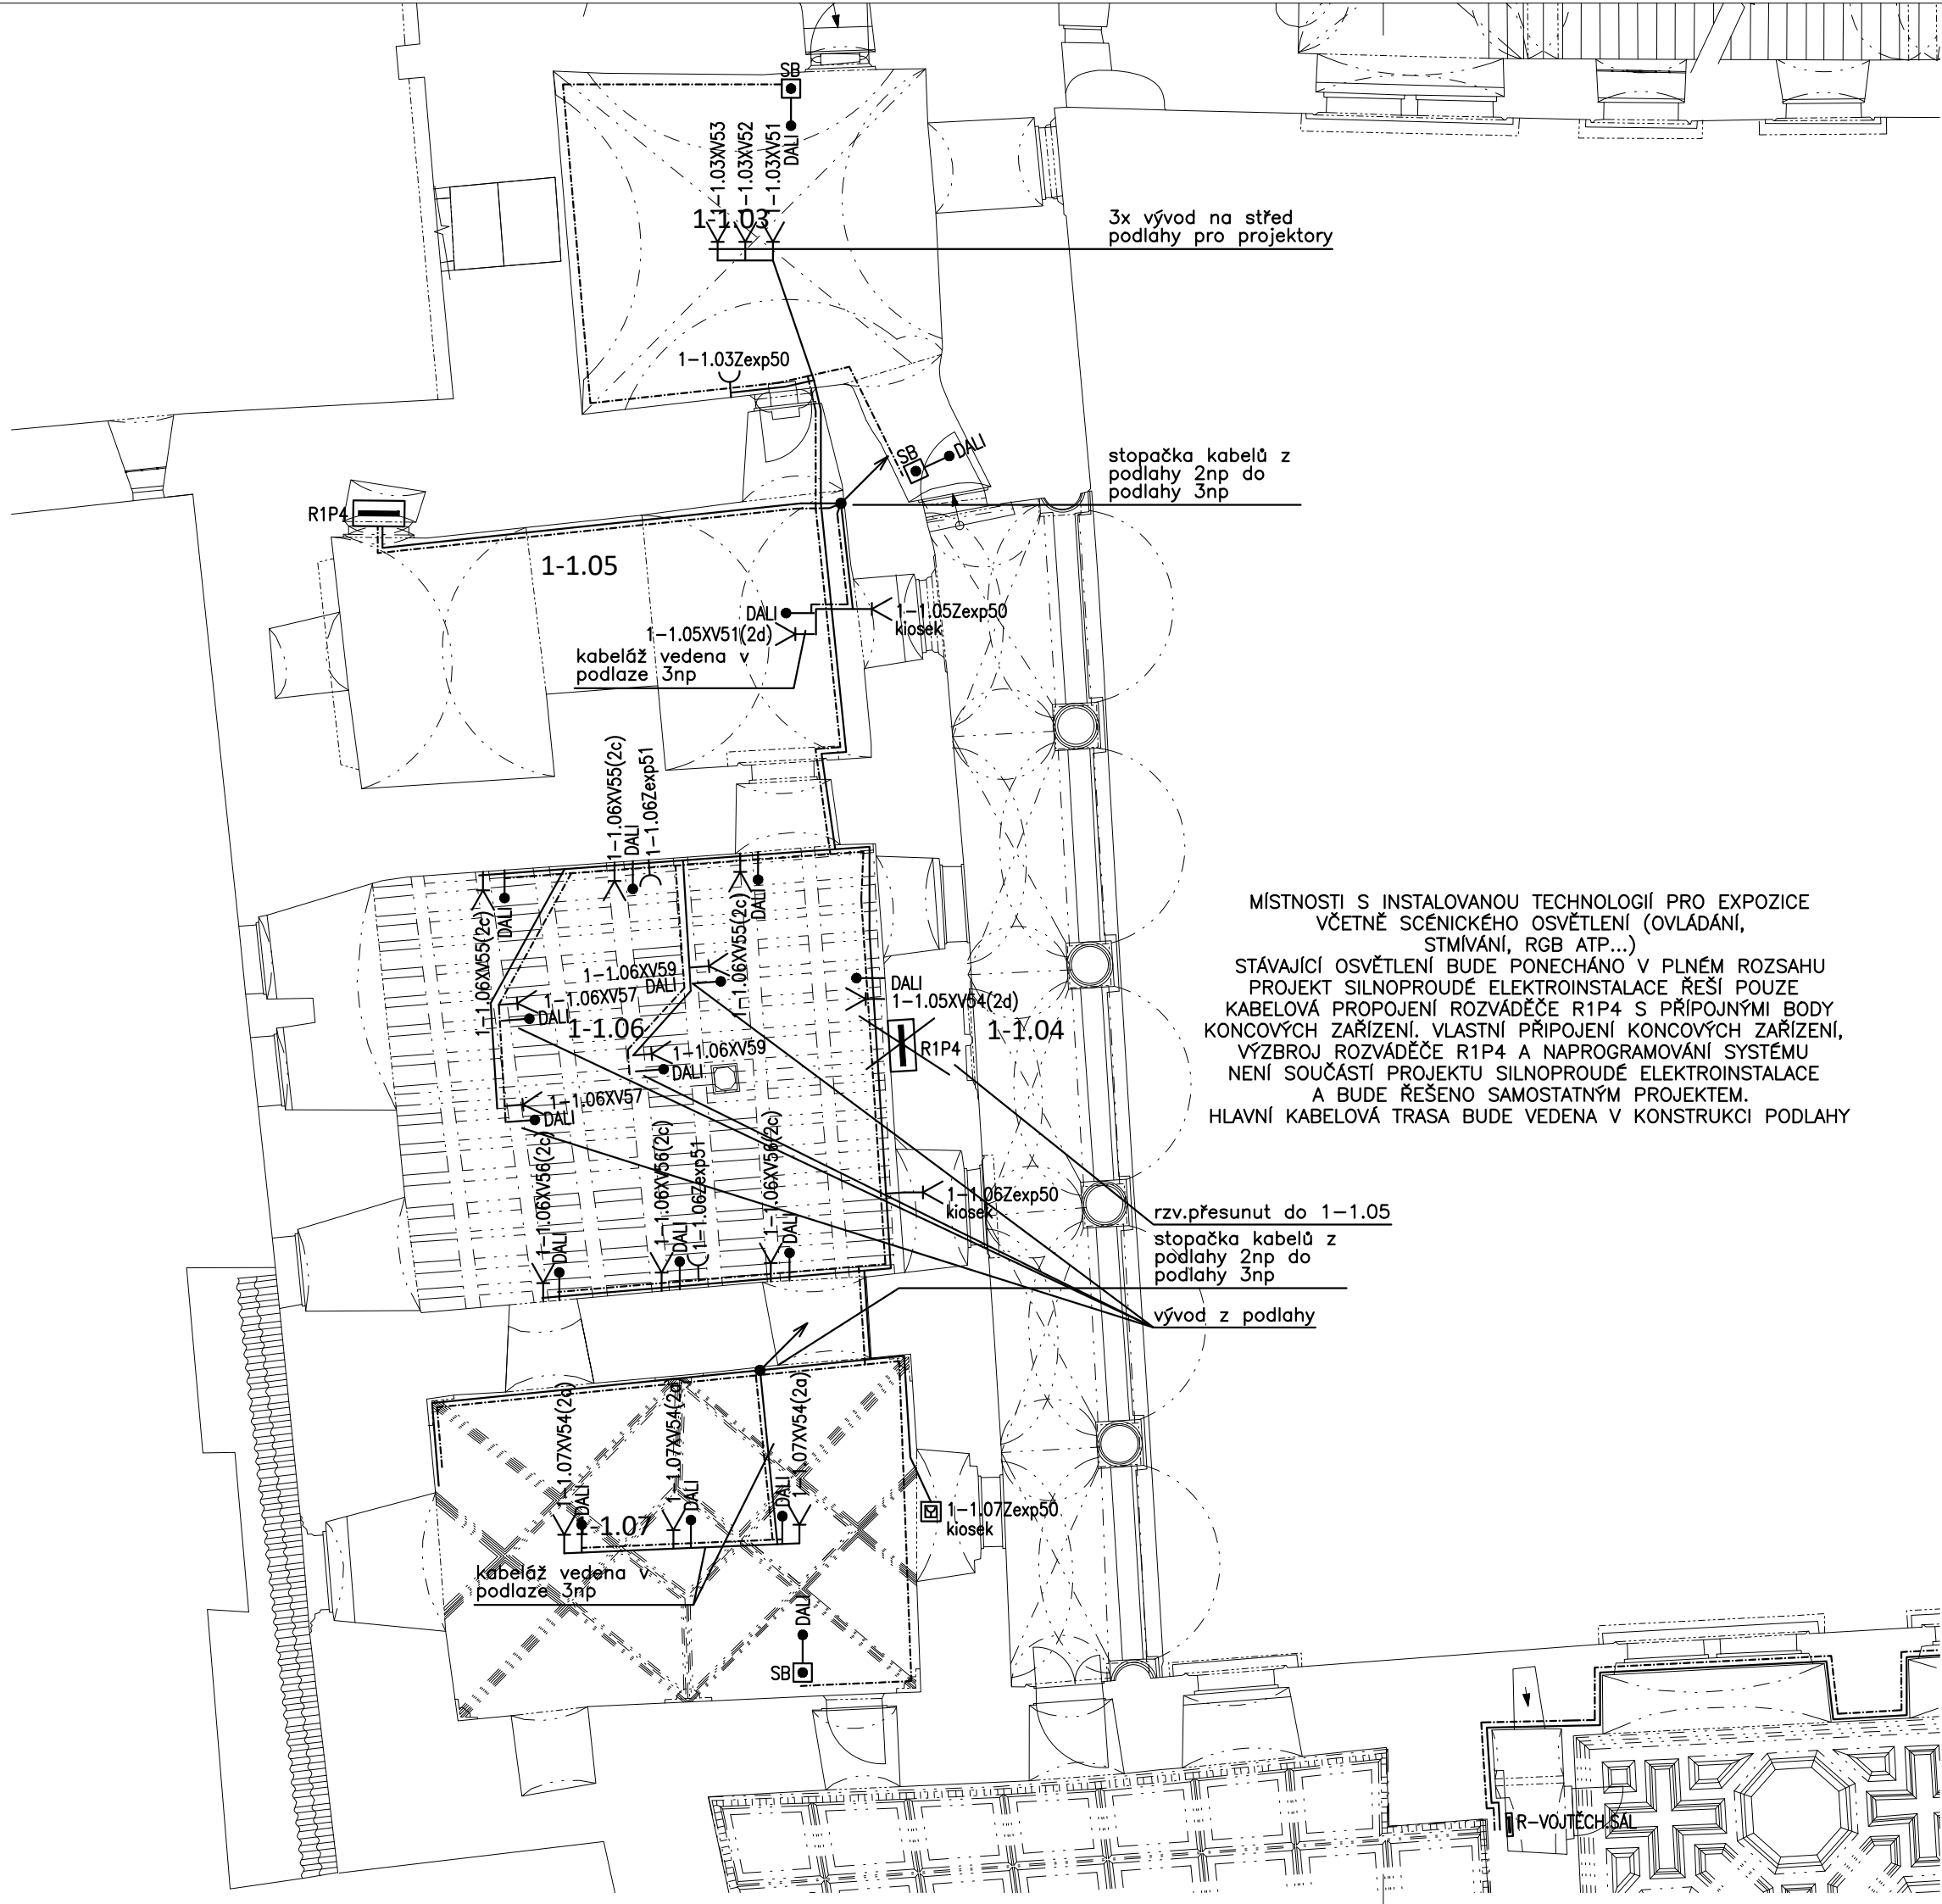 SB
1-1.03XV53
1-1.03XV52
1-1.03XV51
DALI
1-1.03
3x vývod na střed
podlahy pro projektory
1-1.03Zexp50
SB
DALI
stopačka kabelů z
podlahy 2np do
podlahy 3np
R1P4
1-1.05
DALI
1-1.05Zexp50
kiosek
1-1.05XV51(2d)
kabeláž vedena v
podlaze 3np
1-1.06XV55(2c)
DALI
1-1.06Zexp51
1-1.06XV55(2c)
DALI
1-1.06XV55(2c)
DALI
1-1.06XV59
DALI
1-1.06XV57
DALI
1-1.06
DALI
1-1.05XV54(2d)
1-1.04
R1P4
1-1.06XV59
DALI
1-1.06XV57
DALI
MÍSTNOSTI S INSTALOVANOU TECHNOLOGIÍ PRO EXPOZICE
VČETNĚ SCÉNICKÉHO OSVĚTLENÍ (OVLÁDÁNÍ,
STMÍVÁNÍ, RGB ATP...)
STÁVAJÍCÍ OSVĚTLENÍ BUDE PONECHÁNO V PLNÉM ROZSAHU
PROJEKT SILNOPROUDÉ ELEKTROINSTALACE ŘEŠÍ POUZE
KABELOVÁ PROPOJENÍ ROZVÁDĚČE R1P4 S PŘÍPOJNÝMI BODY
KONCOVÝCH ZAŘÍZENÍ. VLASTNÍ PŘIPOJENÍ KONCOVÝCH ZAŘÍZENÍ,
VÝZBROJ ROZVÁDĚČE R1P4 A NAPROGRAMOVÁNÍ SYSTÉMU
NENÍ SOUČÁSTÍ PROJEKTU SILNOPROUDÉ ELEKTROINSTALACE
A BUDE ŘEŠENO SAMOSTATNÝM PROJEKTEM.
HLAVNÍ KABELOVÁ TRASA BUDE VEDENA V KONSTRUKCI PODLAHY
1-1.06XV56(2c)
DALI
1-1.06XV56(2c)
DALI
1-1.06Zexp51
1-1.06XV56(2c)
DALI
1-1.06Zexp50
kiosek
rzv.přesunut do 1-1.05
stopačka kabelů z
podlahy 2np do
podlahy 3np
vývod z podlahy
1-1.07XV54(2a)
DALI
1-1.07XV54(2a)
DALI
DALI
1-1.07XV54(2a)
1-1.07
1-1.07Zexp50
kiosek
kabeláž vedena v
podlaze 3np
DALI
SB
R-VOJTĚCH.SÁL